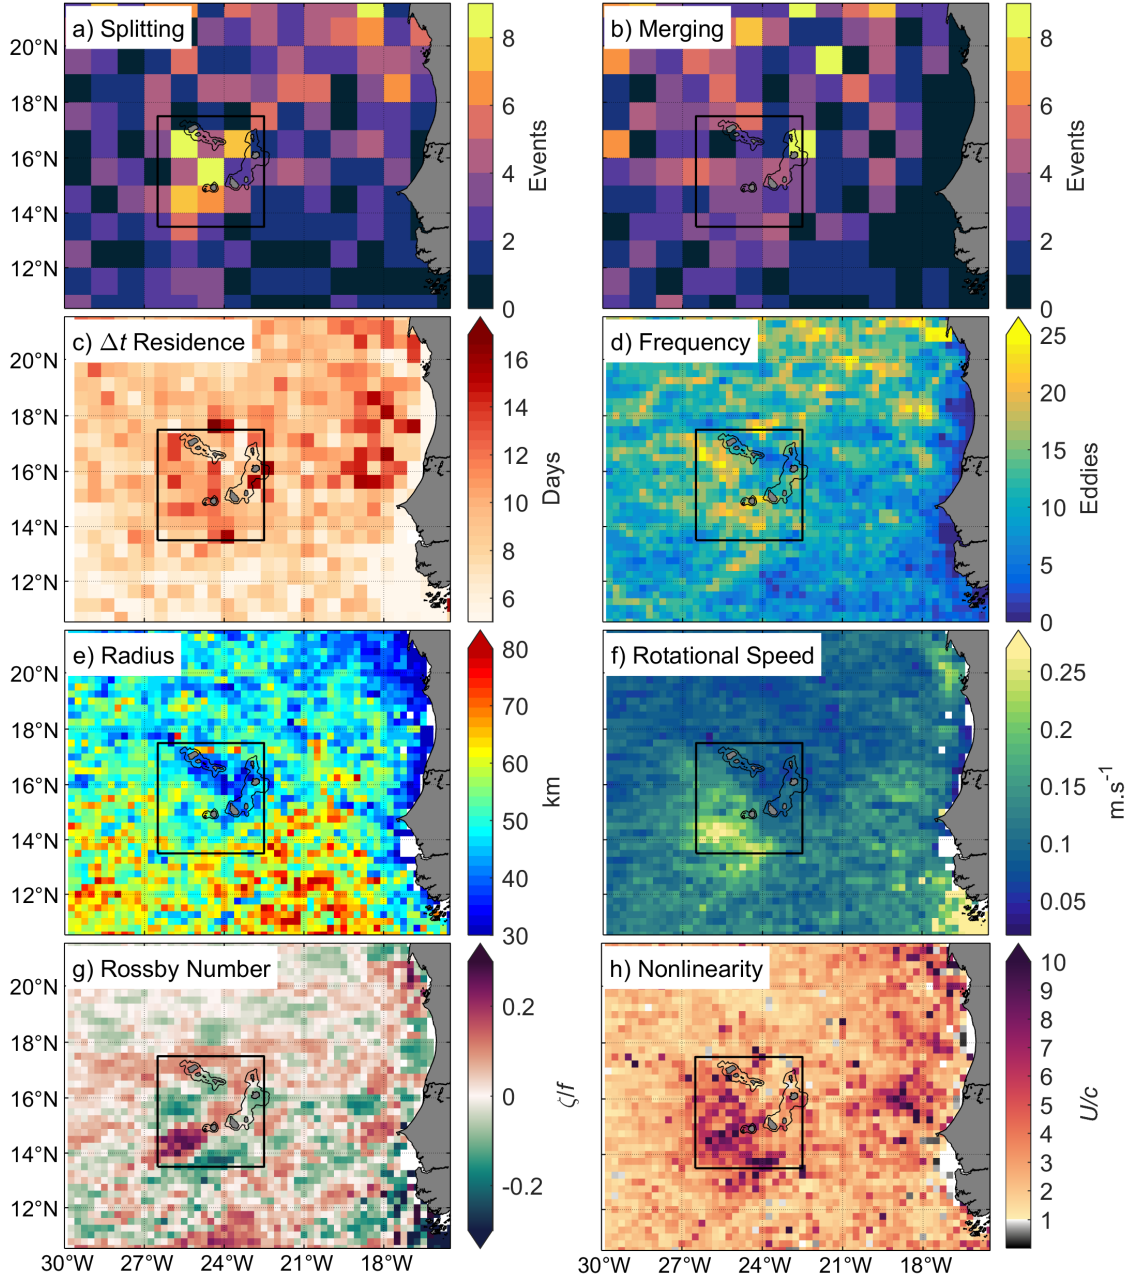 a) Splitting
20°N
18°N
16°N
14°N
12°N
8
6
4
2
0
Events
b) Merging
8
6
4
2
0
Events
c) Δt Residence
20°N
18°N
16°N
14°N
12°N
16
14
12
10
8
6
Days
d) Frequency
25
20
15
10
5
0
Eddies
e) Radius
20°N
18°N
16°N
14°N
12°N
80
70
60
50
40
30
km
f) Rotational Speed
0.25
0.2
0.15
0.1
0.05
m.s⁻¹
g) Rossby Number
20°N
18°N
16°N
14°N
12°N
30°W 27°W 24°W 21°W 18°W
0.2
0
-0.2
ζ/f
h) Nonlinearity
30°W 27°W 24°W 21°W 18°W
10
9
8
7
6
5
4
3
2
1
U/c